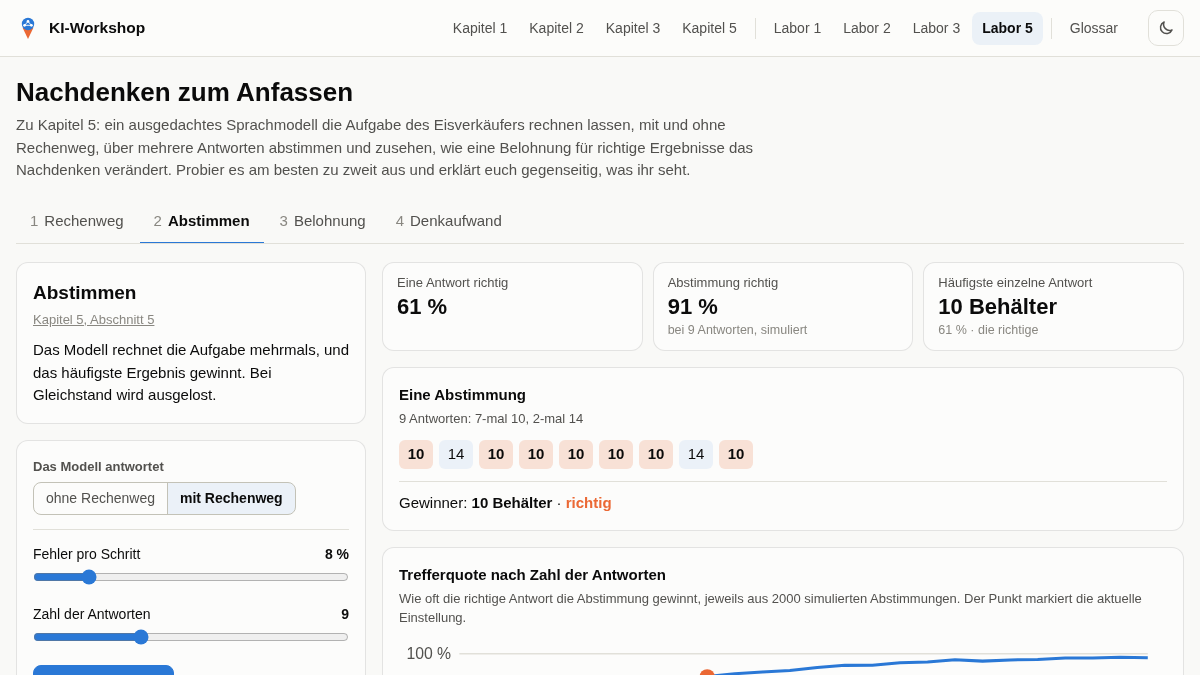 KI-Workshop
Kapitel 1 Kapitel 2 Kapitel 3 Kapitel 5 Labor 1 Labor 2 Labor 3 Labor 5 Glossar
Nachdenken zum Anfassen
Zu Kapitel 5: ein ausgedachtes Sprachmodell die Aufgabe des Eisverkäufers rechnen lassen, mit und ohne
Rechenweg, über mehrere Antworten abstimmen und zusehen, wie eine Belohnung für richtige Ergebnisse das
Nachdenken verändert. Probier es am besten zu zweit aus und erklärt euch gegenseitig, was ihr seht.
1 Rechenweg 2 Abstimmen 3 Belohnung 4 Denkaufwand
Abstimmen
Kapitel 5, Abschnitt 5
Das Modell rechnet die Aufgabe mehrmals, und
das häufigste Ergebnis gewinnt. Bei
Gleichstand wird ausgelost.
Das Modell antwortet
ohne Rechenweg mit Rechenweg
Fehler pro Schritt 8 %
Zahl der Antworten 9
Eine Antwort richtig
61 %
Abstimmung richtig
91 %
bei 9 Antworten, simuliert
Häufigste einzelne Antwort
10 Behälter
61 % · die richtige
Eine Abstimmung
9 Antworten: 7-mal 10, 2-mal 14
10 14 10 10 10 10 10 14 10
Gewinner: 10 Behälter · richtig
Trefferquote nach Zahl der Antworten
Wie oft die richtige Antwort die Abstimmung gewinnt, jeweils aus 2000 simulierten Abstimmungen. Der Punkt markiert die aktuelle
Einstellung.
100 %